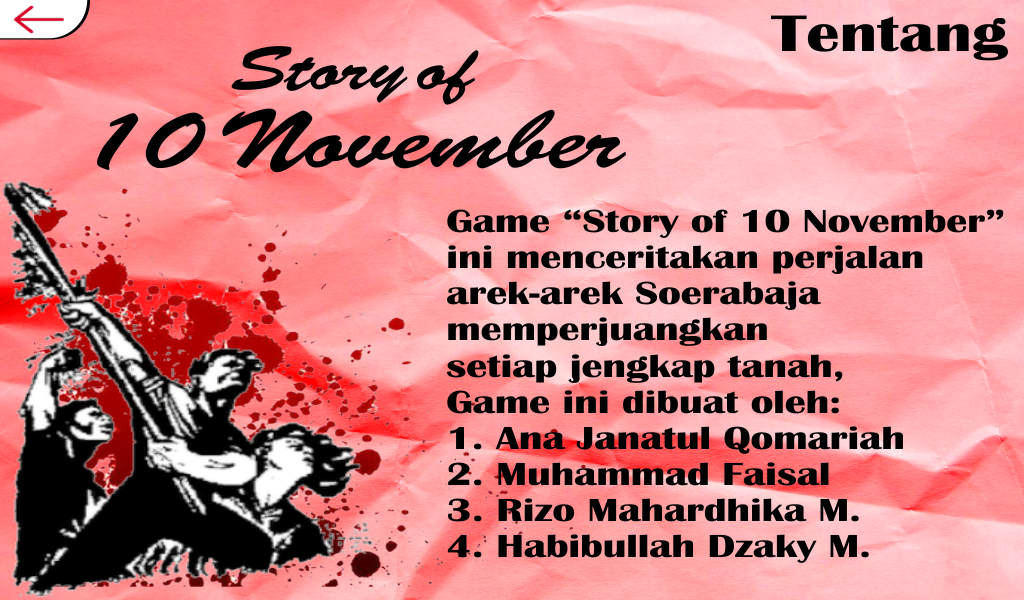 Tentang
Story of
10 November
Game “Story of 10 November”
ini menceritakan perjalan
arek-arek Soerabaja
memperjuangkan
setiap jengkap tanah,
Game ini dibuat oleh:
1. Ana Janatul Qomariah
2. Muhammad Faisal
3. Rizo Mahardhika M.
4. Habibullah Dzaky M.